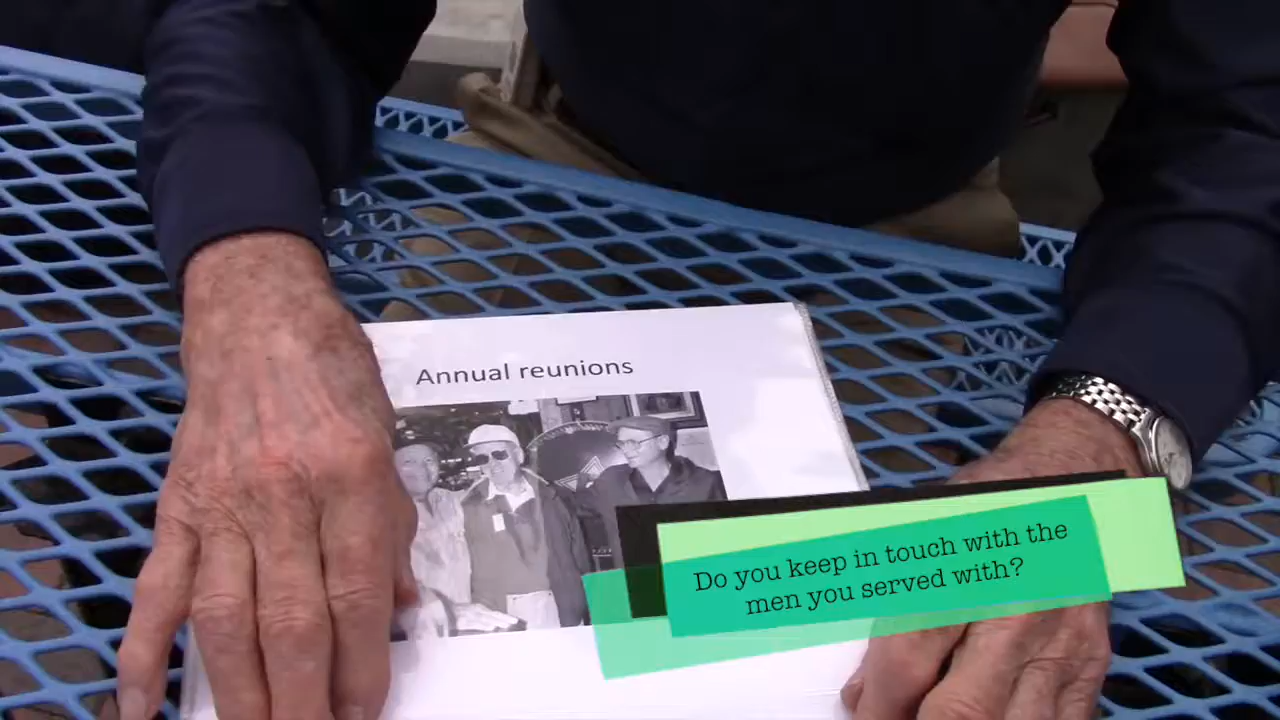 Annual reunions
Do you keep in touch with the
men you served with?